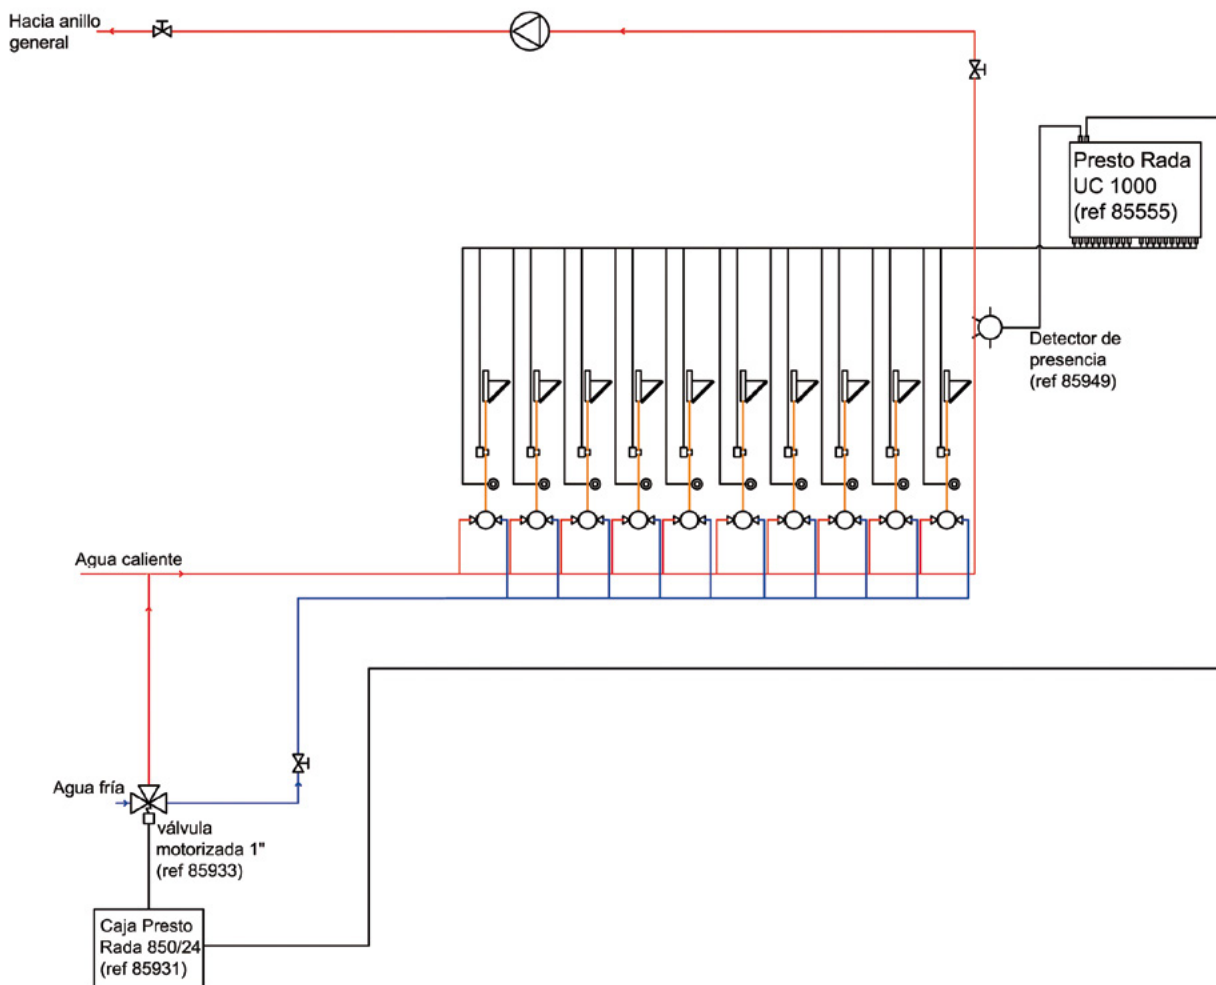 Hacia anillo
general
Presto Rada
UC 1000
(ref 85555)
Detector de
presencia
(ref 85949)
Agua caliente
Agua fría
válvula
motorizada 1"
(ref 85933)
Caja Presto
Rada 850/24
(ref 85931)